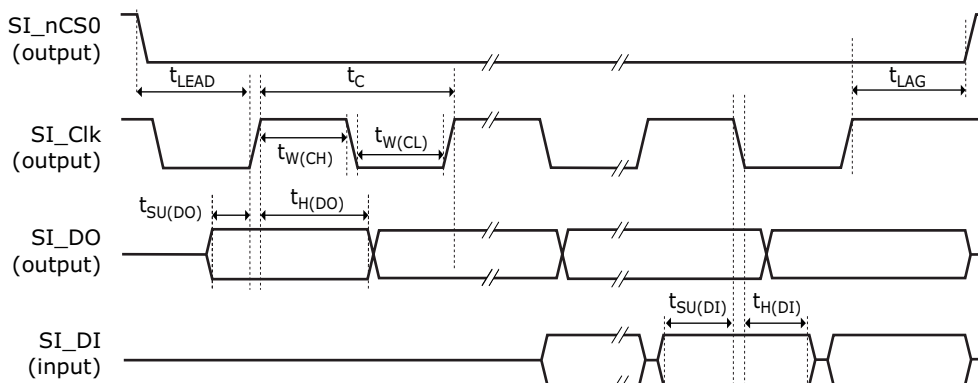 SI_nCS0
(output)
tLEAD
tC
tLAG
SI_Clk
(output)
tW(CH)
tW(CL)
tSU(DO)
tH(DO)
SI_DO
(output)
tSU(DI)
tH(DI)
SI_DI
(input)